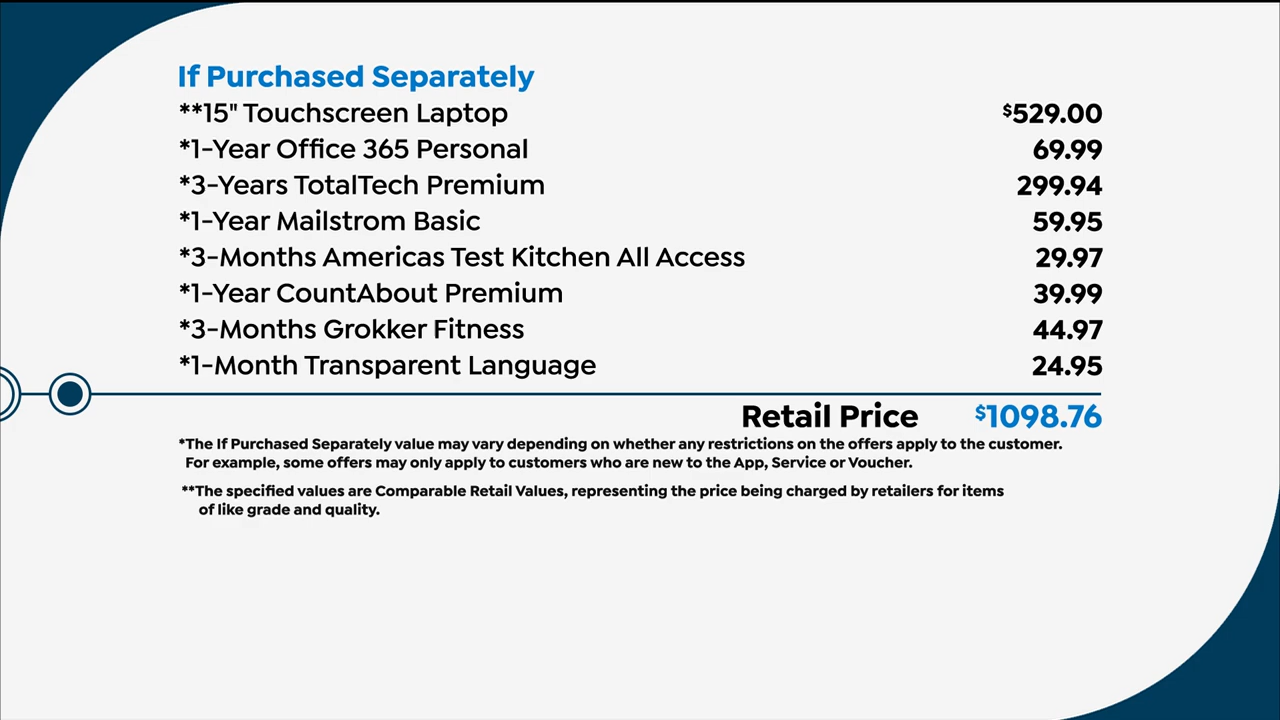 If Purchased Separately
**15" Touchscreen Laptop $529.00
*1-Year Office 365 Personal 69.99
*3-Years TotalTech Premium 299.94
*1-Year Mailstrom Basic 59.95
*3-Months Americas Test Kitchen All Access 29.97
*1-Year CountAbout Premium 39.99
*3-Months Grokker Fitness 44.97
*1-Month Transparent Language 24.95
Retail Price $1098.76
*The If Purchased Separately value may vary depending on whether any restrictions on the offers apply to the customer.
For example, some offers may only apply to customers who are new to the App, Service or Voucher.
**The specified values are Comparable Retail Values, representing the price being charged by retailers for items
of like grade and quality.